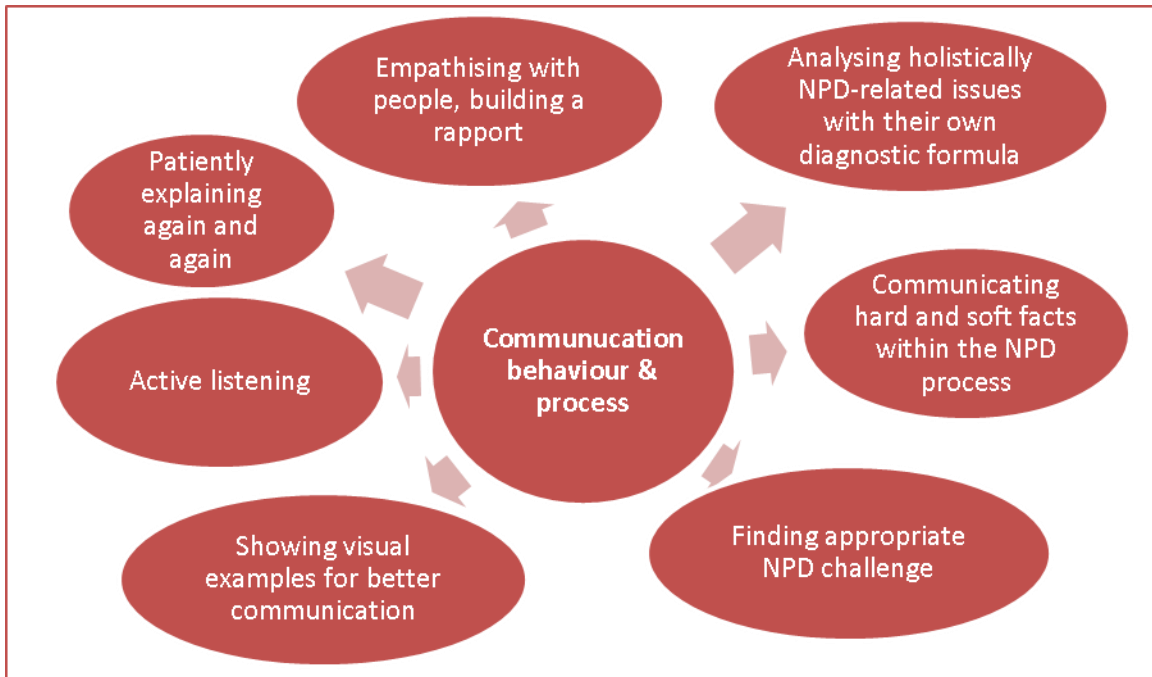 Empathising with
people, building a
rapport
Analysing holistically
NPD-related issues
with their own
diagnostic formula
Patiently
explaining
again and
again
Communicating
hard and soft facts
within the NPD
process
Communucation
behaviour &
process
Active listening
Showing visual
examples for better
communication
Finding appropriate
NPD challenge